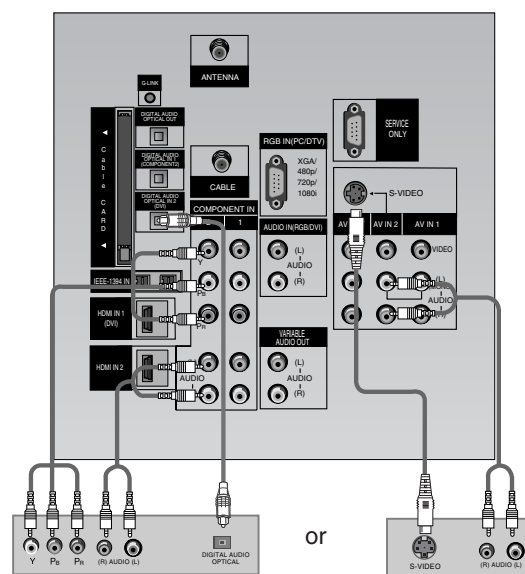 ANTENNA
G-LINK
DIGITAL AUDIO
OPTICAL OUT
DIGITAL AUDIO
OPTICAL IN 1
(COMPONENT2)
DIGITAL AUDIO
OPTICAL IN 2
(DVI)
Cable
CARD
CABLE
RGB IN(PC/DTV)
XGA/
480p/
720p/
1080i
SERVICE
ONLY
S-VIDEO
COMPONENT IN
1
AUDIO IN(RGB/DVI)
(L)
AUDIO
(R)
AV
AV IN 2
AV IN 1
VIDEO
(L)
AUDIO
(R)
Y
PB
PR
IEEE-1394 IN
HDMI IN 1
(DVI)
HDMI IN 2
AUDIO
VARIABLE
AUDIO OUT
(L)
AUDIO
(R)
Y
PB
PR
(R) AUDIO (L)
DIGITAL AUDIO
OPTICAL
or
S-VIDEO
(R) AUDIO (L)